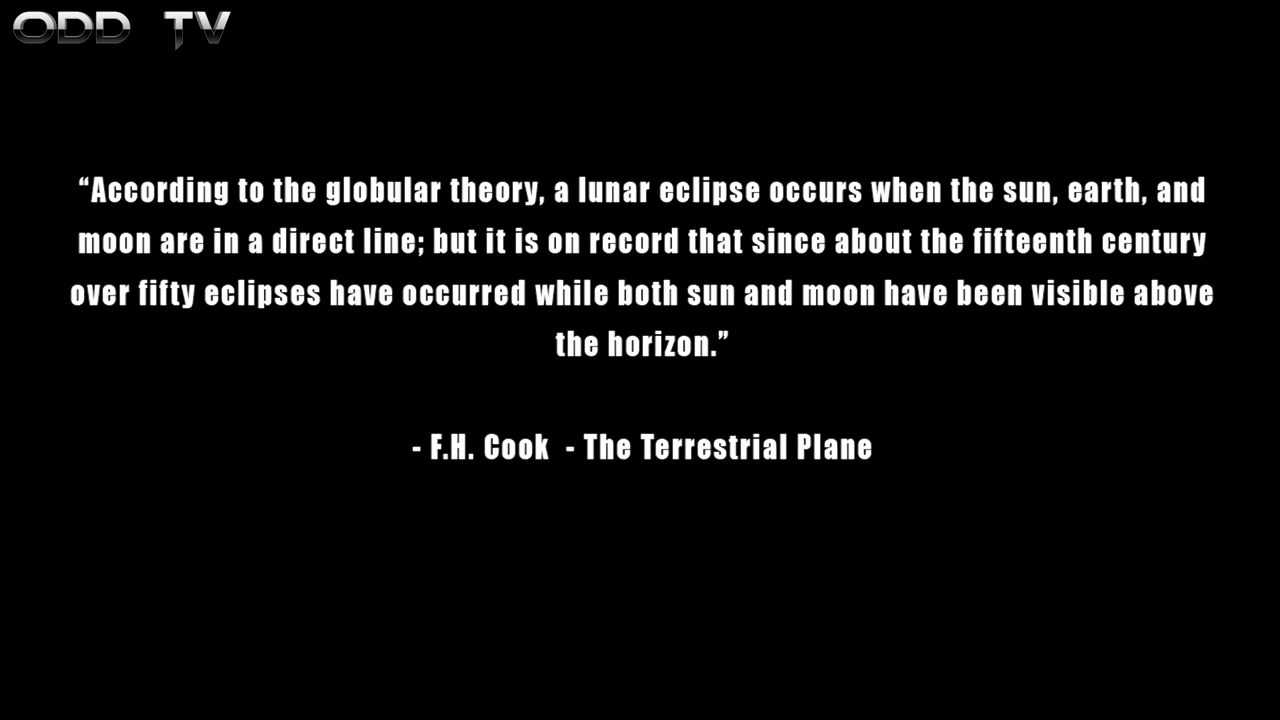 ODD TV
“According to the globular theory, a lunar eclipse occurs when the sun, earth, and
moon are in a direct line; but it is on record that since about the fifteenth century
over fifty eclipses have occurred while both sun and moon have been visible above
the horizon.”
- F.H. Cook - The Terrestrial Plane